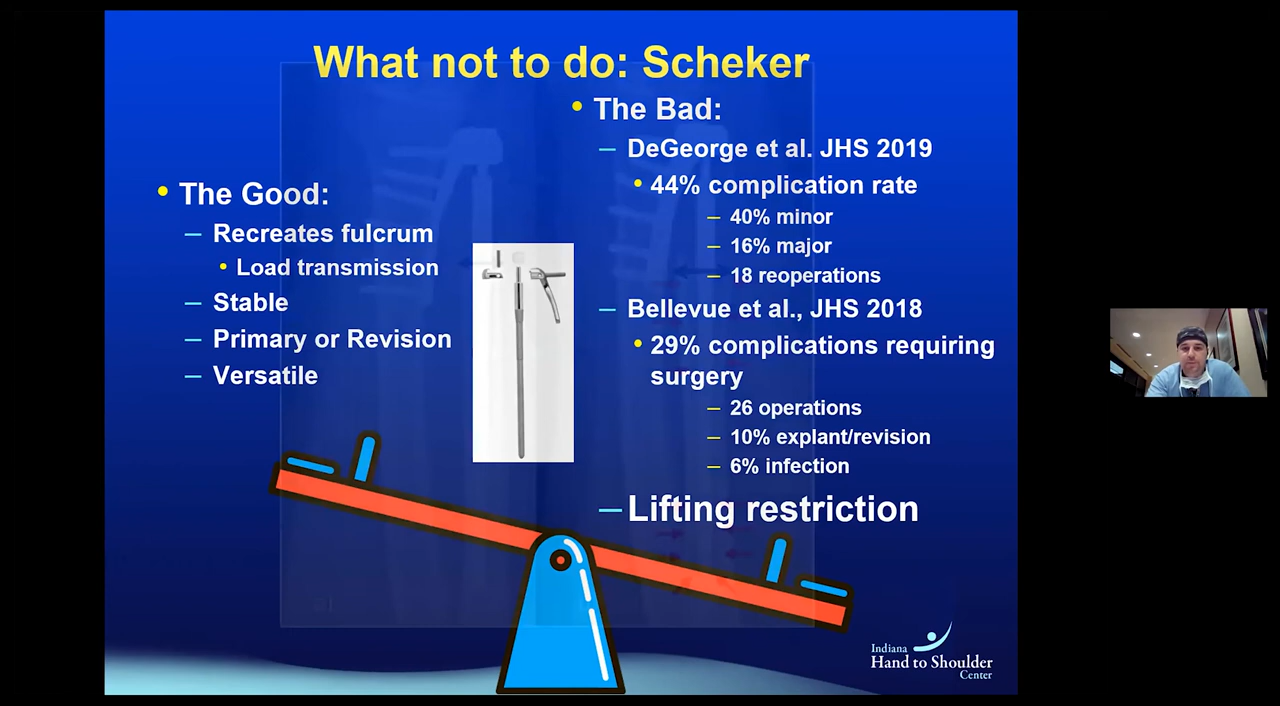 What not to do: Scheker
The Good:
Recreates fulcrum
Load transmission
Stable
Primary or Revision
Versatile
The Bad:
DeGeorge et al. JHS 2019
44% complication rate
40% minor
16% major
18 reoperations
Bellevue et al., JHS 2018
29% complications requiring
surgery
26 operations
10% explant/revision
6% infection
Lifting restriction
Indiana
Hand to Shoulder
Center